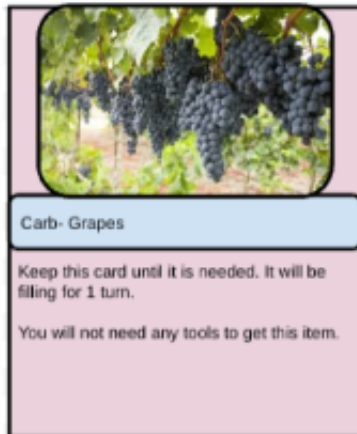 Carb- Grapes
Keep this card until it is needed. It will be
filling for 1 turn.
You will not need any tools to get this item.